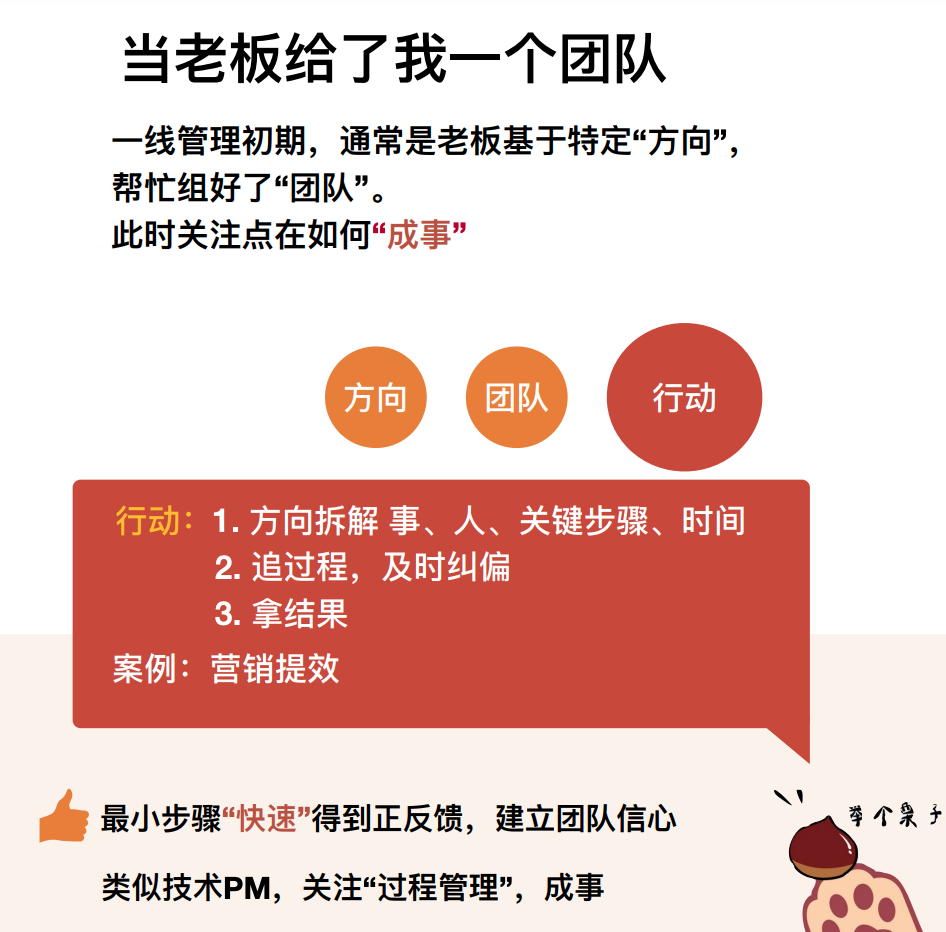 当老板给了我一个团队
一线管理初期，通常是老板基于特定“方向”，
帮忙组好了“团队”。
此时关注点在如何“成事”
方向 团队 行动
行动：1. 方向拆解 事、人、关键步骤、时间
2. 追过程，及时纠偏
3. 拿结果
案例：营销提效
最小步骤“快速”得到正反馈，建立团队信心
举个栗子
类似技术PM，关注“过程管理”，成事